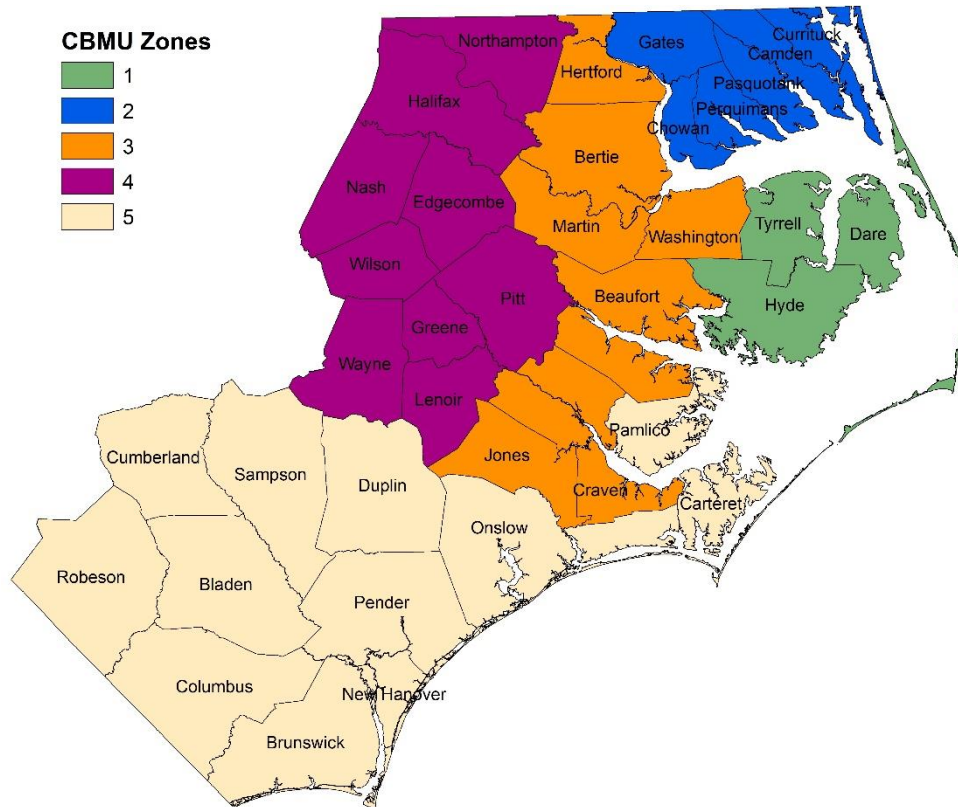 CBMU Zones
1
2
3
4
5
Northampton
Gates
Currituck
Camden
Hertford
Pasquotank
Halifax
Perquimans
Chowan
Bertie
Nash
Edgecombe
Martin
Washington
Tyrrell
Dare
Wilson
Pitt
Beaufort
Hyde
Greene
Wayne
Lenoir
Pamlico
Jones
Cumberland
Sampson
Duplin
Craven
Carteret
Onslow
Robeson
Bladen
Pender
Columbus
New Hanover
Brunswick